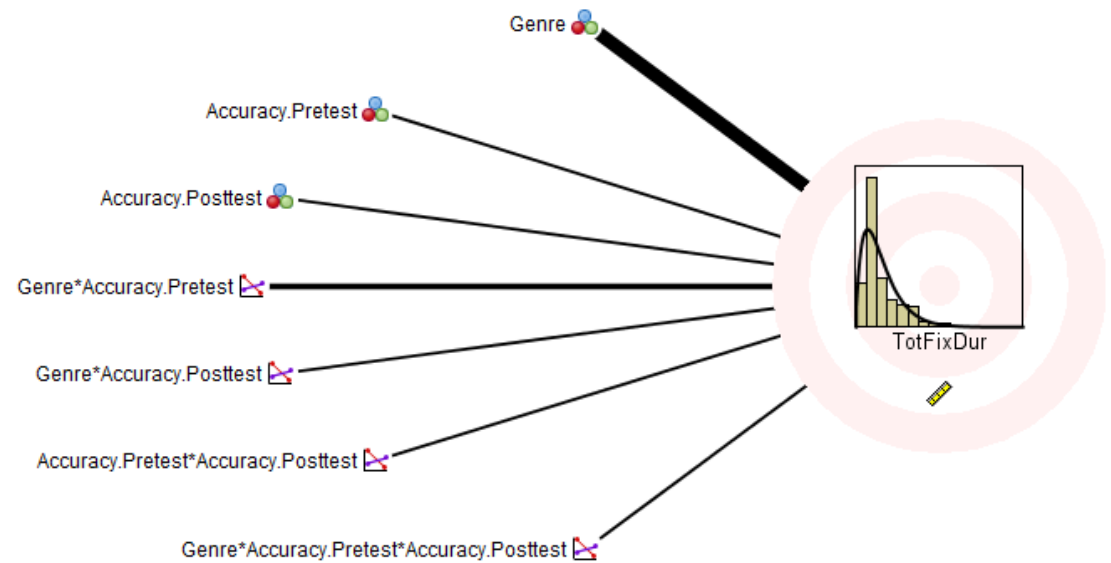 Genre
Accuracy.Pretest
Accuracy.Posttest
Genre*Accuracy.Pretest
Genre*Accuracy.Posttest
Accuracy.Pretest*Accuracy.Posttest
Genre*Accuracy.Pretest*Accuracy.Posttest
TotFixDur